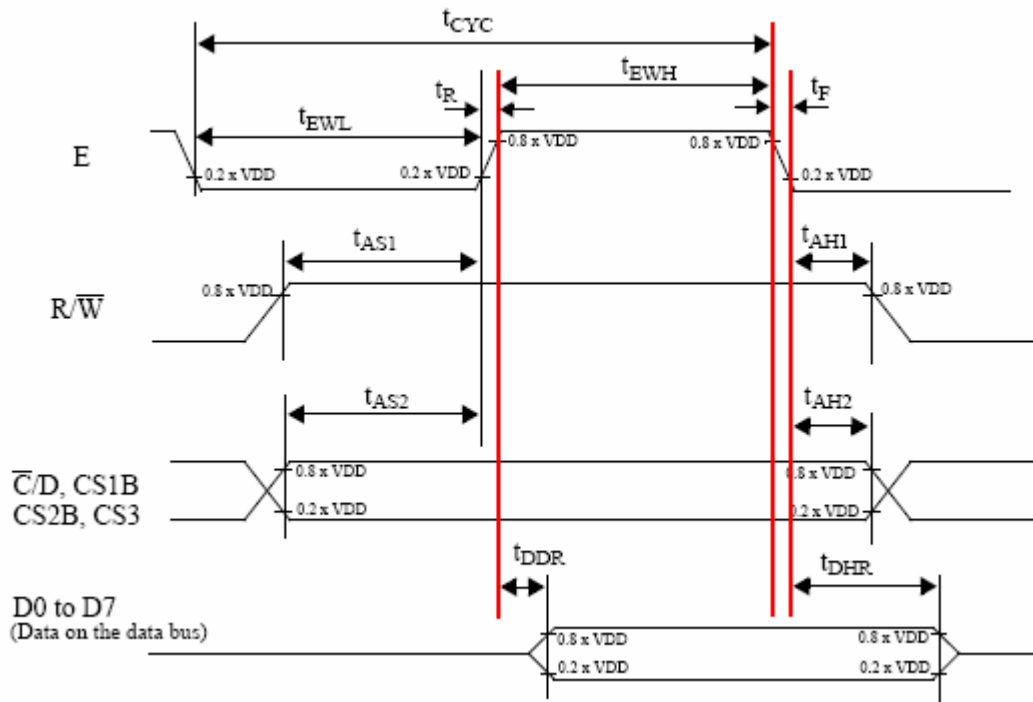 tCYC
tEWH
tR
tF
tEWL
E
0.2 x VDD
0.2 x VDD
0.8 x VDD
0.8 x VDD
0.2 x VDD
tAS1
tAH1
R/W̅
0.8 x VDD
0.8 x VDD
tAS2
tAH2
C̅/D, CS1B
CS2B, CS3
0.8 x VDD
0.8 x VDD
0.2 x VDD
0.2 x VDD
tDDR
tDHR
D0 to D7
(Data on the data bus)
0.8 x VDD
0.8 x VDD
0.2 x VDD
0.2 x VDD